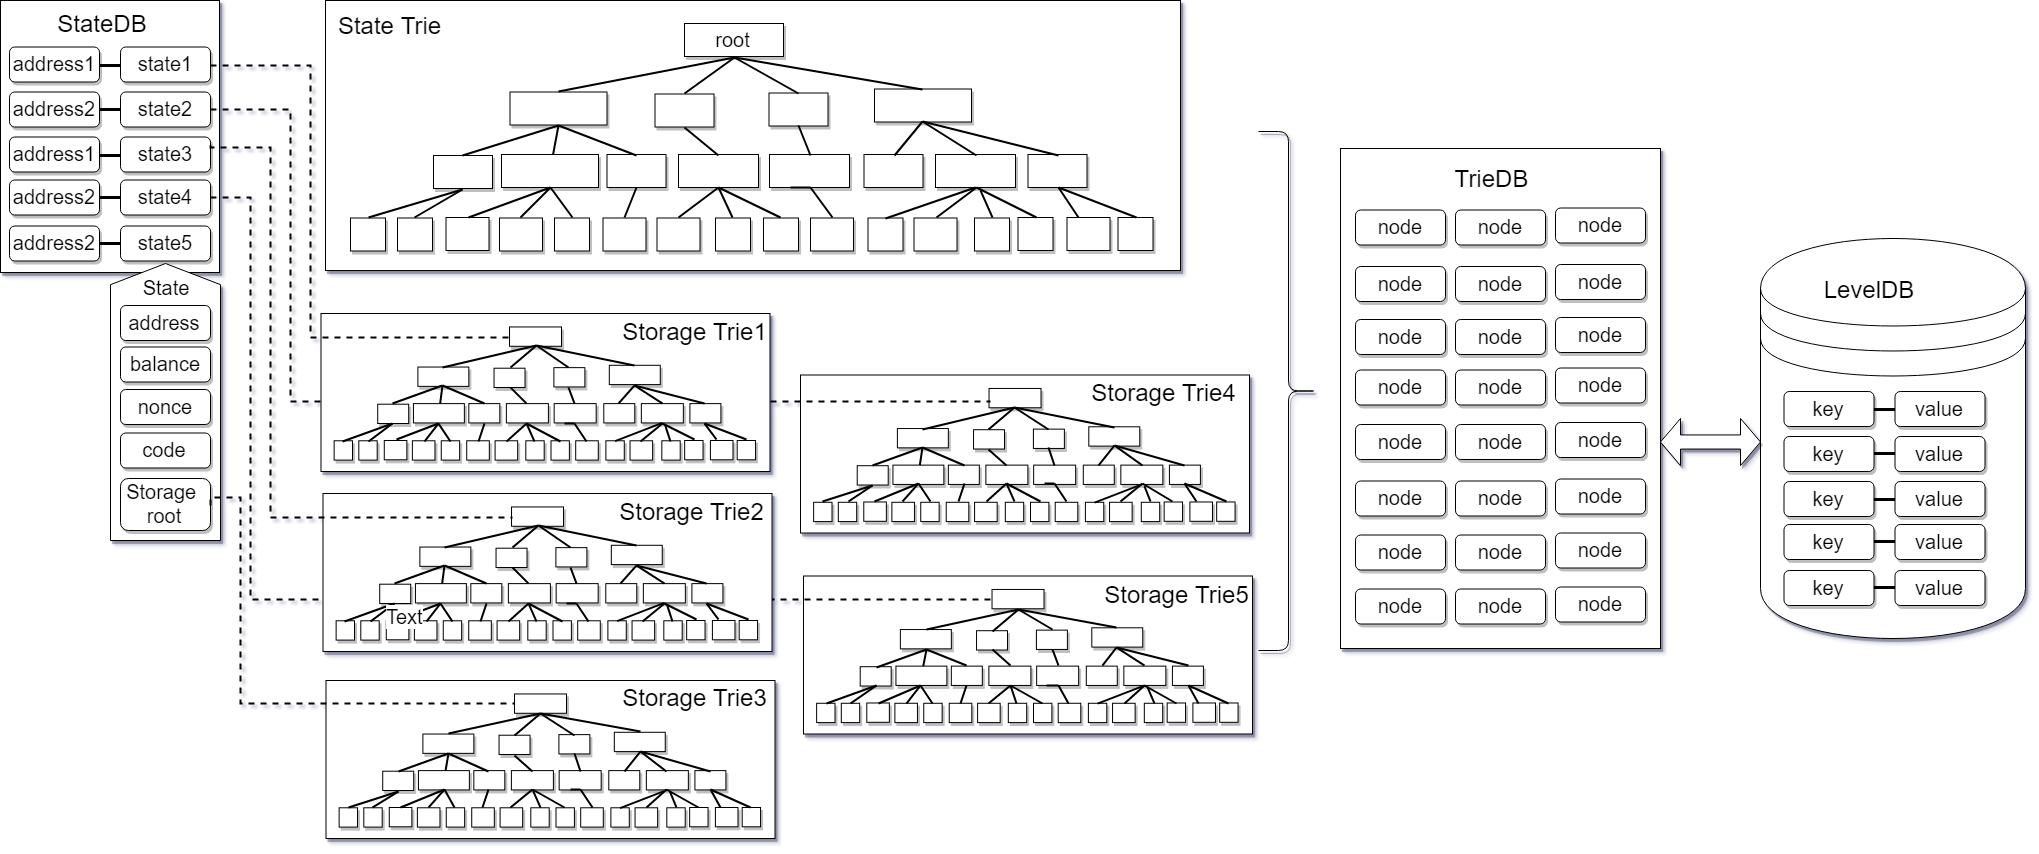 StateDB
address1 state1
address2 state2
address1 state3
address2 state4
address2 state5
State
address
balance
nonce
code
Storage
root
State Trie
root
Storage Trie1
Storage Trie2
Text
Storage Trie3
Storage Trie4
Storage Trie5
TrieDB
node node node
node node node
node node node
node node node
node node node
node node node
node node node
node node node
LevelDB
key value
key value
key value
key value
key value